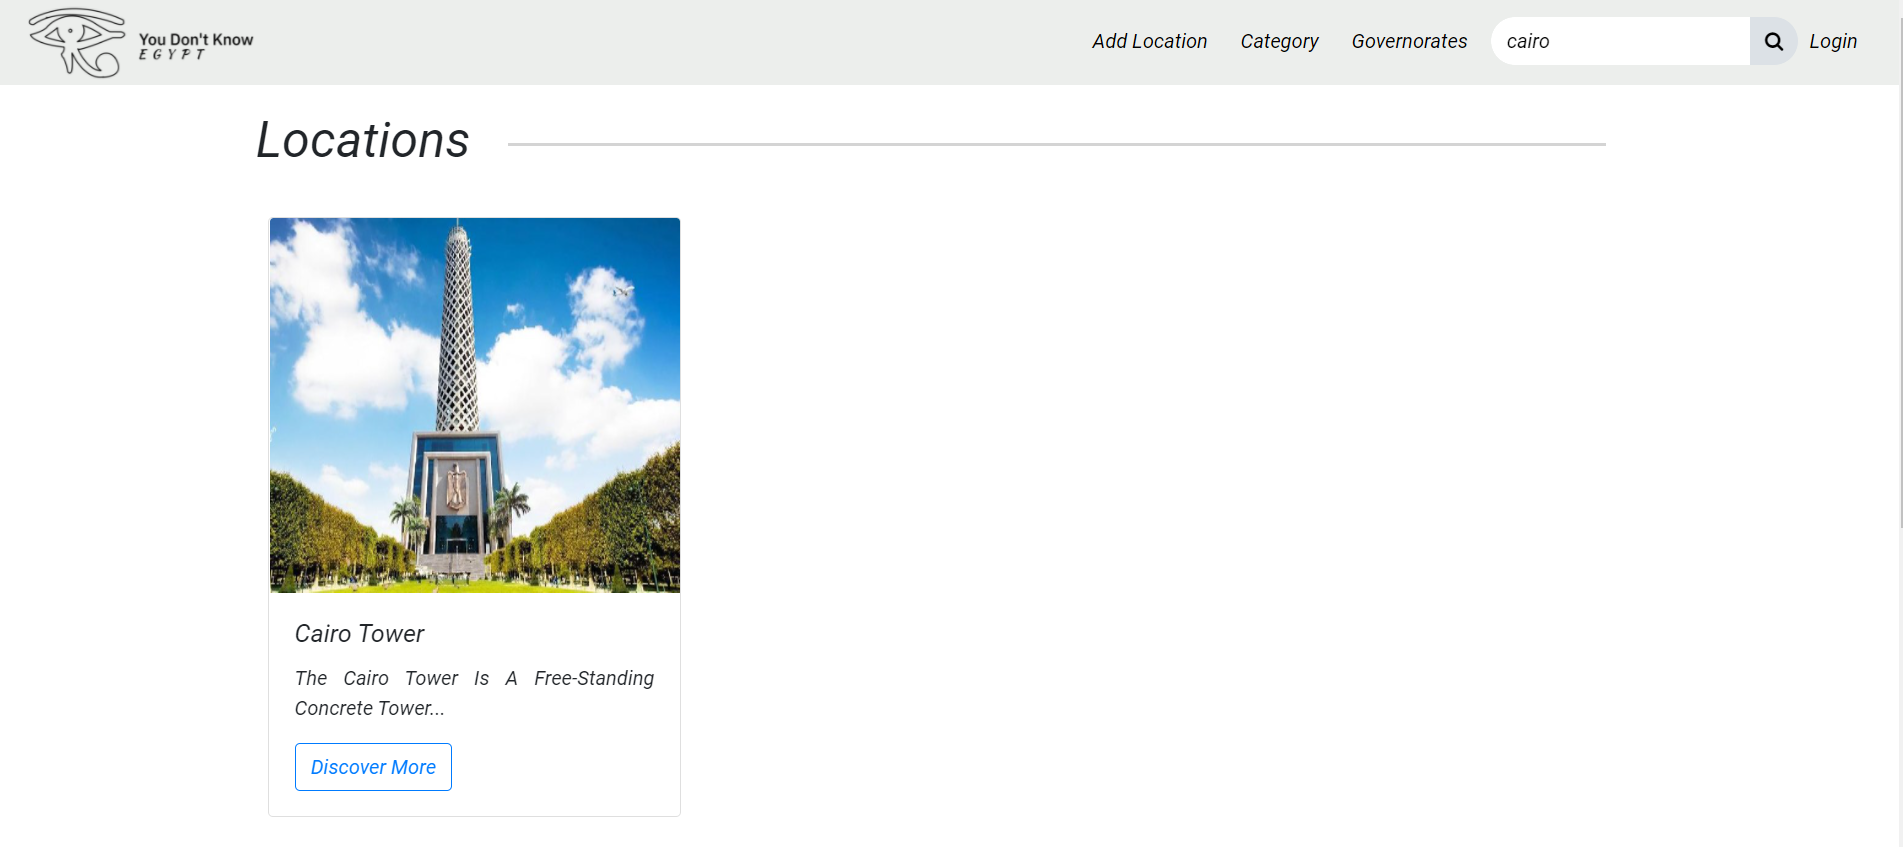 You Don't Know
EGYPT
Add Location
Category
Governorates
cairo
Login
Locations
Cairo Tower
The Cairo Tower Is A Free-Standing
Concrete Tower...
Discover More